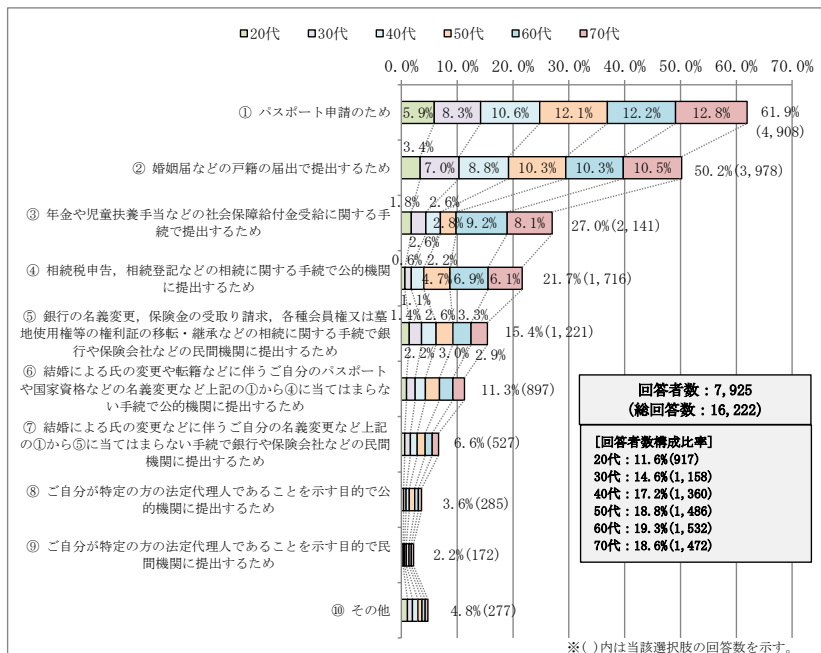 20代 30代 40代 50代 60代 70代
0.0% 10.0% 20.0% 30.0% 40.0% 50.0% 60.0% 70.0%
① パスポート申請のため
5.9% 8.3% 10.6% 12.1% 12.2% 12.8% 61.9%
(4,908)
3.4%
② 婚姻届などの戸籍の届出で提出するため
7.0% 8.8% 10.3% 10.3% 10.5% 50.2%(3,978)
1.8% 2.6%
③ 年金や児童扶養手当などの社会保障給付金受給に関する手
続で提出するため
2.8% 9.2% 8.1% 27.0%(2,141)
2.6%
0.6% 2.2%
④ 相続税申告，相続登記などの相続に関する手続で公的機関
に提出するため
4.7% 6.9% 6.1% 21.7%(1,716)
1.1%
1.4% 2.6% 3.3%
⑤ 銀行の名義変更，保険金の受取り請求，各種会員権又は墓
地使用権等の権利証の移転・継承などの相続に関する手続で銀
行や保険会社などの民間機関に提出するため
15.4%(1,221)
2.2% 3.0% 2.9%
⑥ 結婚による氏の変更や転籍などに伴うご自分のパスポート
や国家資格などの名義変更など上記の①から④に当てはまらな
い手続で公的機関に提出するため
11.3%(897)
⑦ 結婚による氏の変更などに伴うご自分の名義変更など上記
の①から⑤に当てはまらない手続で銀行や保険会社などの民間
機関に提出するため
6.6%(527)
⑧ ご自分が特定の方の法定代理人であることを示す目的で公
的機関に提出するため
3.6%(285)
⑨ ご自分が特定の方の法定代理人であることを示す目的で民
間機関に提出するため
2.2%(172)
⑩ その他
4.8%(277)
回答者数：7,925
(総回答数：16,222)
[回答者数構成比率]
20代：11.6%(917)
30代：14.6%(1,158)
40代：17.2%(1,360)
50代：18.8%(1,486)
60代：19.3%(1,532)
70代：18.6%(1,472)
※( )内は当該選択肢の回答数を示す。